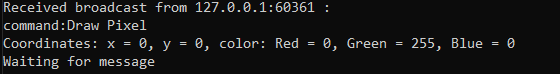 Received broadcast from 127.0.0.1:60361 :
command:Draw Pixel
Coordinates: x = 0, y = 0, color: Red = 0, Green = 255, Blue = 0
Waiting for message